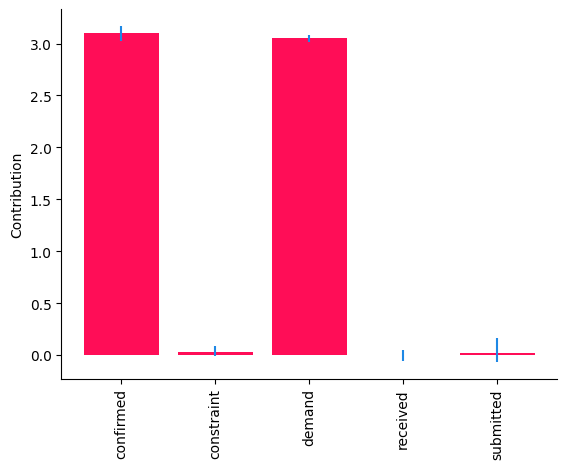 3.0
2.5
2.0
1.5
1.0
0.5
0.0
Contribution
confirmed
constraint
demand
received
submitted